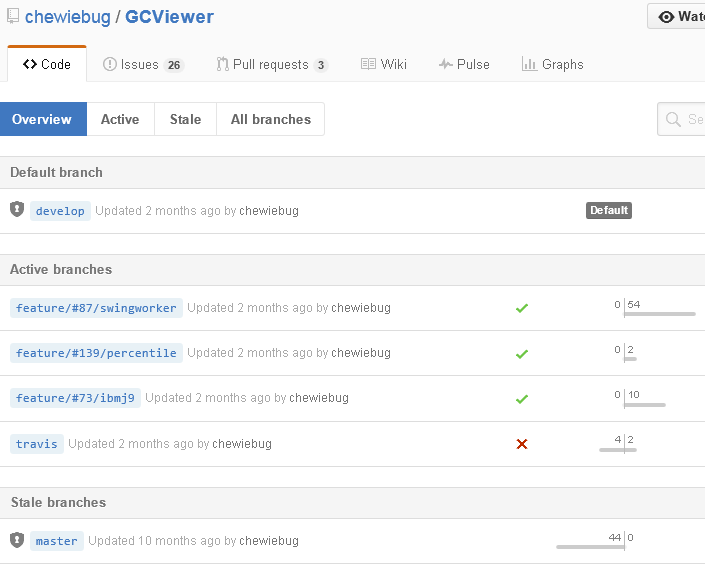 chewiebug / GCViewer
Code Issues 26 Pull requests 3 Wiki Pulse Graphs
Overview Active Stale All branches
Default branch
develop Updated 2 months ago by chewiebug Default
Active branches
feature/#87/swingworker Updated 2 months ago by chewiebug 0 54
feature/#139/percentile Updated 2 months ago by chewiebug 0 2
feature/#73/ibmj9 Updated 2 months ago by chewiebug 0 10
travis Updated 2 months ago by chewiebug 4 2
Stale branches
master Updated 10 months ago by chewiebug 44 0